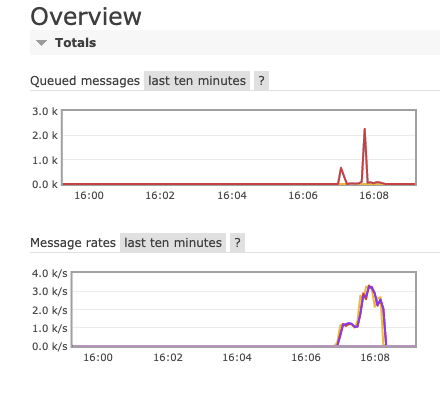 Overview
Totals
Queued messages last ten minutes ?
3.0 k
2.0 k
1.0 k
0.0 k
16:00 16:02 16:04 16:06 16:08
Message rates last ten minutes ?
4.0 k/s
3.0 k/s
2.0 k/s
1.0 k/s
0.0 k/s
16:00 16:02 16:04 16:06 16:08